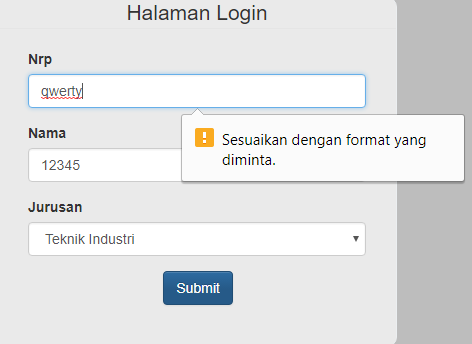 Halaman Login
Nrp
qwerty
Sesuaikan dengan format yang
diminta.
Nama
12345
Jurusan
Teknik Industri
Submit